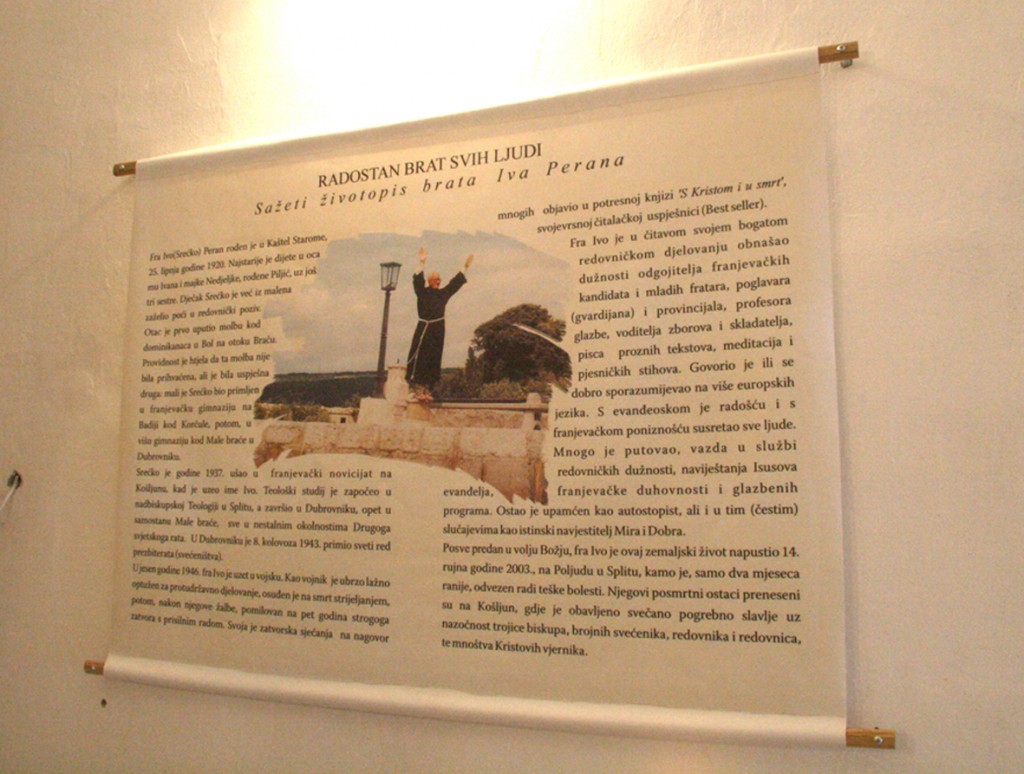 RADOSTAN BRAT SVIH LJUDI
Sažeti životopis brata Iva Perana
Fra Ivo(Srećko) Peran rođen je u Kaštel Starome,
25. lipnja godine 1920. Najstarije je dijete u oca
mu Ivana i majke Nedjeljke, rođene Piljić, uz još
tri sestre. Dječak Srećko je već iz malena
zaželio poći u redovnički poziv.
Otac je prvo uputio molbu kod
dominikanaca u Bol na otoku Braču.
Providnost je htjela da ta molba nije
bila prihvaćena, ali je bila uspješna
druga: mali je Srećko bio primljen
u franjevačku gimnaziju na
Badiji kod Korčule, potom, u
višu gimnaziju kod Male braće u
Dubrovniku.
Srećko je godine 1937. ušao u franjevački novicijat na
Košljunu, kad je uzeo ime Ivo. Teološki studij je započeo u
nadbiskupskoj Teologiji u Splitu, a završio u Dubrovniku, opet u
samostanu Male braće, sve u nestalnim okolnostima Drugoga
svjetskoga rata. U Dubrovniku je 8. kolovoza 1943. primio sveti red
prezbiterata (svećeništva).
U jesen godine 1946. fra Ivo je uzet u vojsku. Kao vojnik je ubrzo lažno
optužen za protudržavno djelovanje, osuđen je na smrt strijeljanjem,
potom, nakon njegove žalbe, pomilovan na pet godina strogoga
zatvora s prisilnim radom. Svoja je zatvorska sjećanja na nagovor
mnogih objavio u potresnoj knjizi 'S Kristom i u smrt',
svojevrsnoj čitalačkoj uspješnici (Best seller).
Fra Ivo je u čitavom svojem bogatom
redovničkom djelovanju obnašao
dužnosti odgojitelja franjevačkih
kandidata i mladih fratara, poglavara
(gvardijana) i provincijala, profesora
glazbe, voditelja zborova i skladatelja,
pisca proznih tekstova, meditacija i
pjesničkih stihova. Govorio je ili se
dobro sporazumijevao na više europskih
jezika. S evandeoskom je radošću i s
franjevačkom poniznošću susretao sve ljude.
Mnogo je putovao, vazda u službi
redovničkih dužnosti, naviještanja Isusova
evandelja, franjevačke duhovnosti i glazbenih
programa. Ostao je upamćen kao autostopist, ali i u tim (čestim)
slučajevima kao istinski navjestitelj Mira i Dobra.
Posve predan u volju Božju, fra Ivo je ovaj zemaljski život napustio 14.
rujna godine 2003., na Poljudu u Splitu, kamo je, samo dva mjeseca
ranije, odvezen radi teške bolesti. Njegovi posmrtni ostaci preneseni
su na Košljun, gdje je obavljeno svečano pogrebno slavlje uz
nazočnost trojice biskupa, brojnih svećenika, redovnika i redovnica,
te mnoštva Kristovih vjernika.